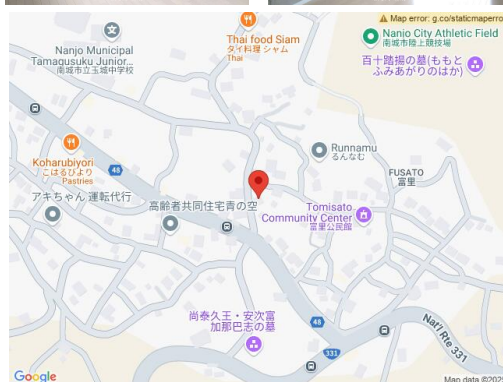 Map error: g.co/staticmaperro
Thai food Siam
タイ料理 シャム
Thai
Nanjo City Athletic Field
南城市陸上競技場
百十踏揚の墓(ももと
ふみあがりのはか)
Nanjo Municipal
Tamagusuku Junior...
南城市立玉城中学校
Koharubiyori
こはるびより
Pastries
48
Runnamu
るんなむ
FUSATO
富里
アキちゃん 運転代行
高齢者共同住宅青の空
Tomisato
Community Center
富里公民館
尚泰久王・安次富
加那巴志の墓
48
331
Nat'l Rte 331
Google
Map data ©202